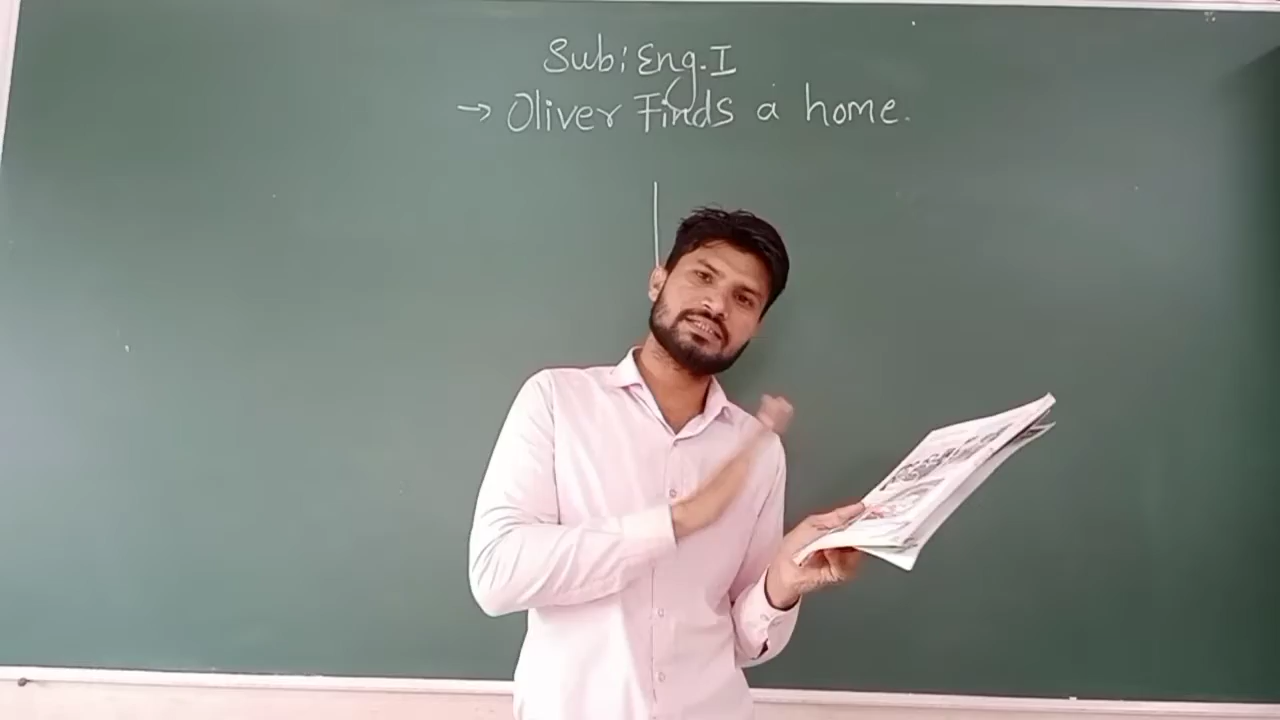 Sub: Eng. I
→ Oliver Finds a home.